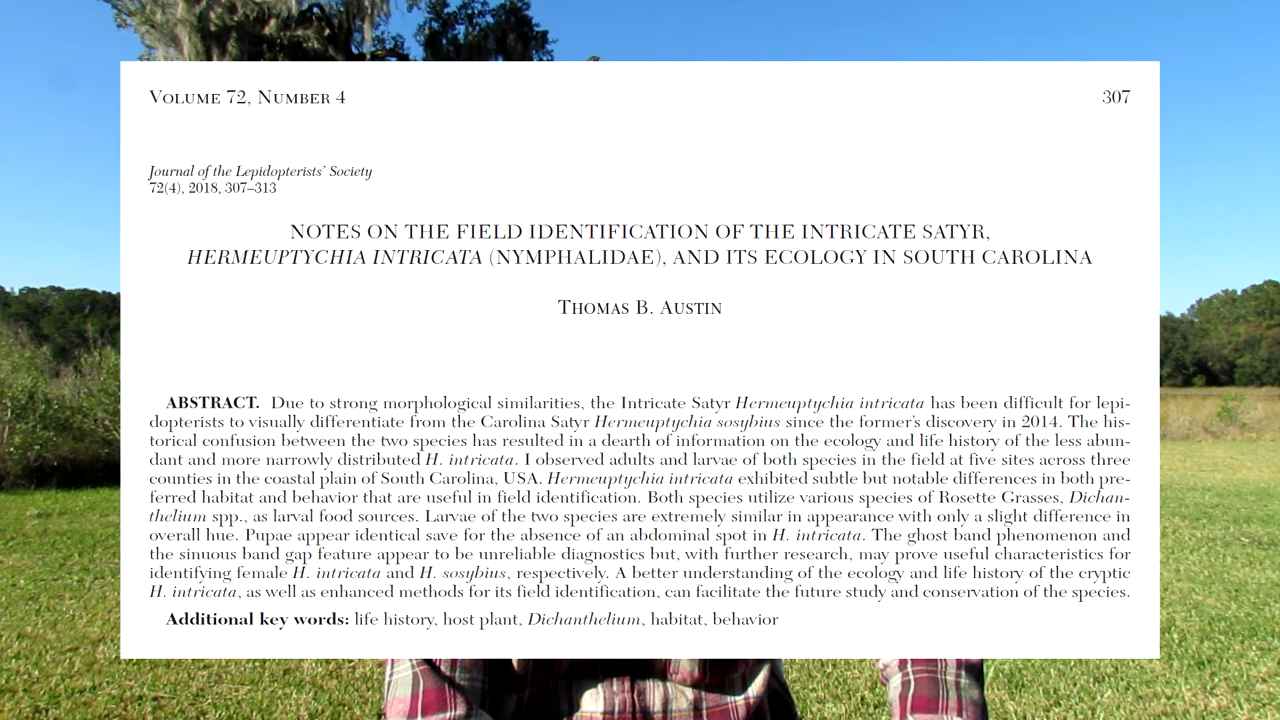 VOLUME 72, NUMBER 4 307
Journal of the Lepidopterists' Society
72(4), 2018, 307–313
NOTES ON THE FIELD IDENTIFICATION OF THE INTRICATE SATYR,
HERMEUPTYCHIA INTRICATA (NYMPHALIDAE), AND ITS ECOLOGY IN SOUTH CAROLINA
THOMAS B. AUSTIN
ABSTRACT. Due to strong morphological similarities, the Intricate Satyr Hermeuptychia intricata has been difficult for lepi-
dopterists to visually differentiate from the Carolina Satyr Hermeuptychia sosybius since the former's discovery in 2014. The his-
torical confusion between the two species has resulted in a dearth of information on the ecology and life history of the less abun-
dant and more narrowly distributed H. intricata. I observed adults and larvae of both species in the field at five sites across three
counties in the coastal plain of South Carolina, USA. Hermeuptychia intricata exhibited subtle but notable differences in both pre-
ferred habitat and behavior that are useful in field identification. Both species utilize various species of Rosette Grasses, Dichan-
thelium spp., as larval food sources. Larvae of the two species are extremely similar in appearance with only a slight difference in
overall hue. Pupae appear identical save for the absence of an abdominal spot in H. intricata. The ghost band phenomenon and
the sinuous band gap feature appear to be unreliable diagnostics but, with further research, may prove useful characteristics for
identifying female H. intricata and H. sosybius, respectively. A better understanding of the ecology and life history of the cryptic
H. intricata, as well as enhanced methods for its field identification, can facilitate the future study and conservation of the species.
Additional key words: life history, host plant, Dichanthelium, habitat, behavior